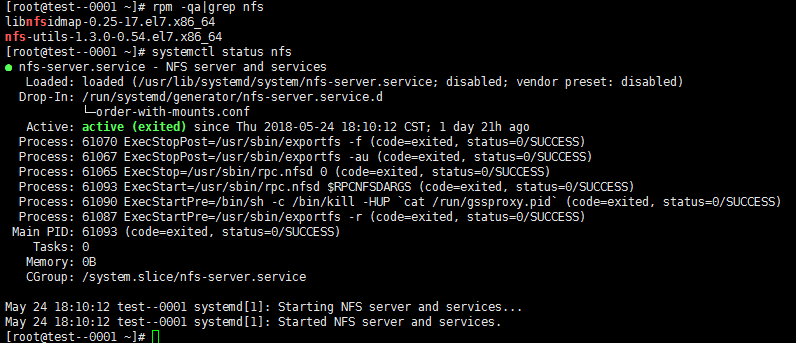 [root@test--0001 ~]# rpm -qa|grep nfs
libnfsidmap-0.25-17.el7.x86_64
nfs-utils-1.3.0-0.54.el7.x86_64
[root@test--0001 ~]# systemctl status nfs
● nfs-server.service - NFS server and services
   Loaded: loaded (/usr/lib/systemd/system/nfs-server.service; disabled; vendor preset: disabled)
  Drop-In: /run/systemd/generator/nfs-server.service.d
           └─order-with-mounts.conf
   Active: active (exited) since Thu 2018-05-24 18:10:12 CST; 1 day 21h ago
  Process: 61070 ExecStopPost=/usr/sbin/exportfs -f (code=exited, status=0/SUCCESS)
  Process: 61067 ExecStopPost=/usr/sbin/exportfs -au (code=exited, status=0/SUCCESS)
  Process: 61065 ExecStop=/usr/sbin/rpc.nfsd 0 (code=exited, status=0/SUCCESS)
  Process: 61093 ExecStart=/usr/sbin/rpc.nfsd $RPCNFSDARGS (code=exited, status=0/SUCCESS)
  Process: 61090 ExecStartPre=/bin/sh -c /bin/kill -HUP `cat /run/gssproxy.pid` (code=exited, status=0/SUCCESS)
  Process: 61087 ExecStartPre=/usr/sbin/exportfs -r (code=exited, status=0/SUCCESS)
 Main PID: 61093 (code=exited, status=0/SUCCESS)
    Tasks: 0
   Memory: 0B
   CGroup: /system.slice/nfs-server.service

May 24 18:10:12 test--0001 systemd[1]: Starting NFS server and services...
May 24 18:10:12 test--0001 systemd[1]: Started NFS server and services.
[root@test--0001 ~]#